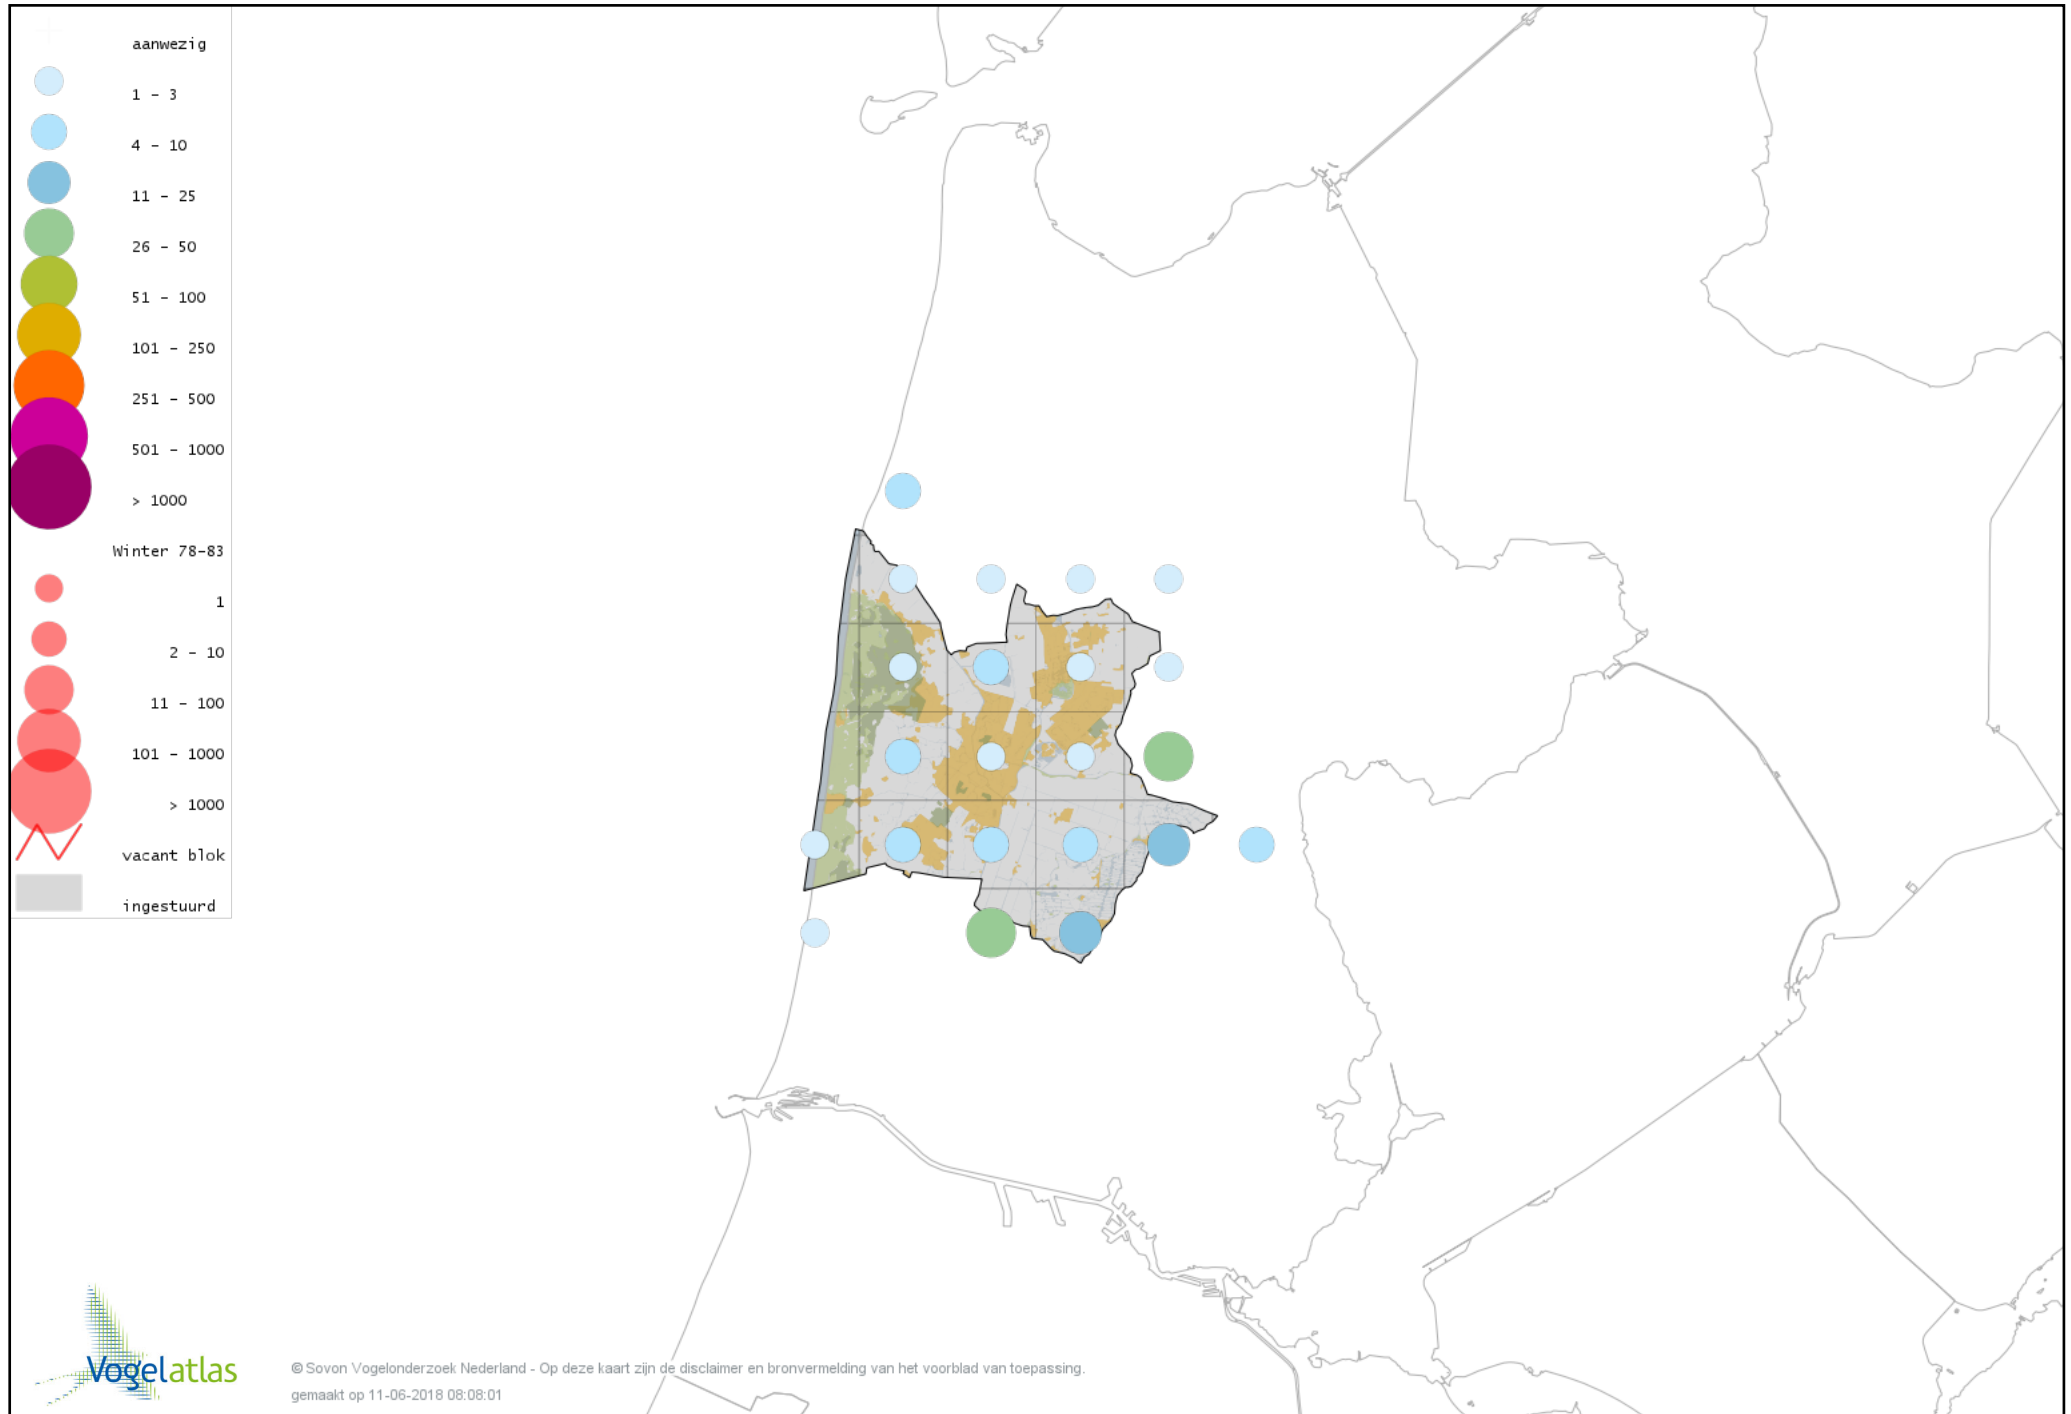 aanwezig
1 - 3
4 - 10
11 - 25
26 - 50
51 - 100
101 - 250
251 - 500
501 - 1000
> 1000
Winter 78-83
1
2 - 10
11 - 100
101 - 1000
> 1000
vacant blok
ingestuurd
Vogelatlas
© Sovon Vogelonderzoek Nederland - Op deze kaart zijn de disclaimer en bronvermelding van het voorblad van toepassing.
gemaakt op 11-06-2018 08:08:01